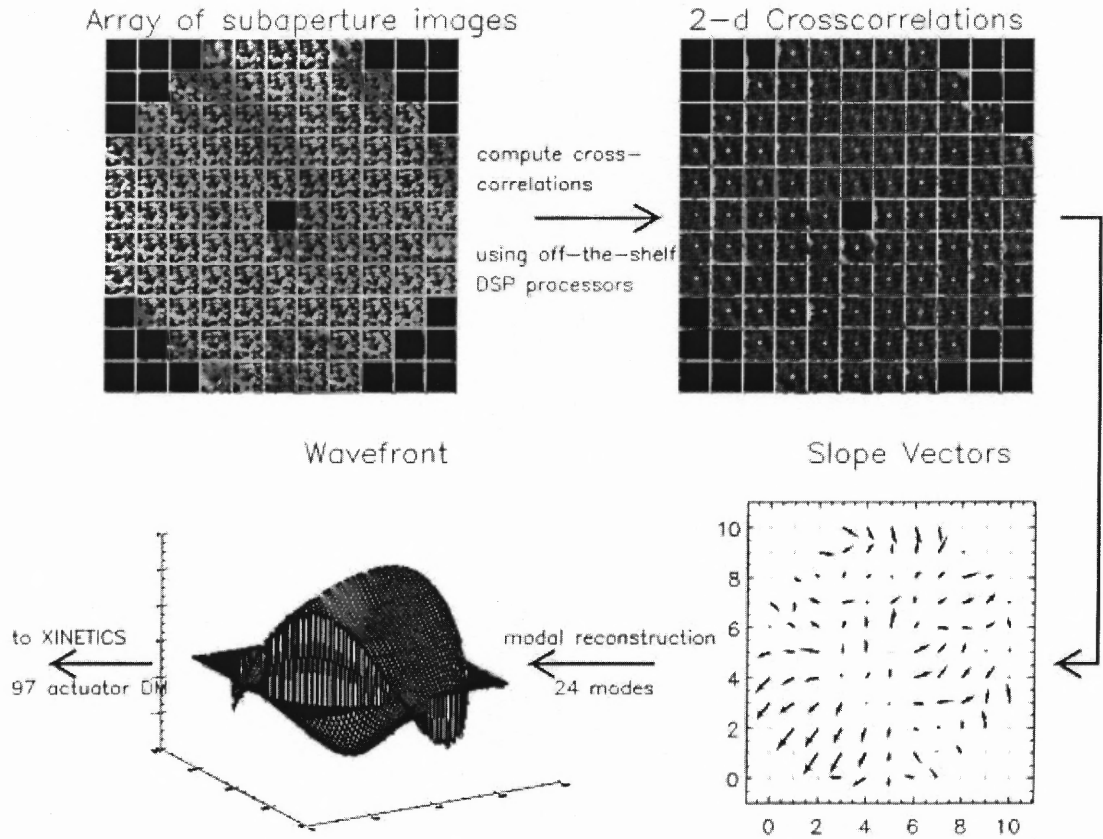 Array of subaperture images
2-d Crosscorrelations
compute cross-
correlations
using off-the-shelf
DSP processors
Wavefront
Slope Vectors
to XINETICS
97 actuator DM
modal reconstruction
24 modes
10
8
6
4
2
0
0 2 4 6 8 10